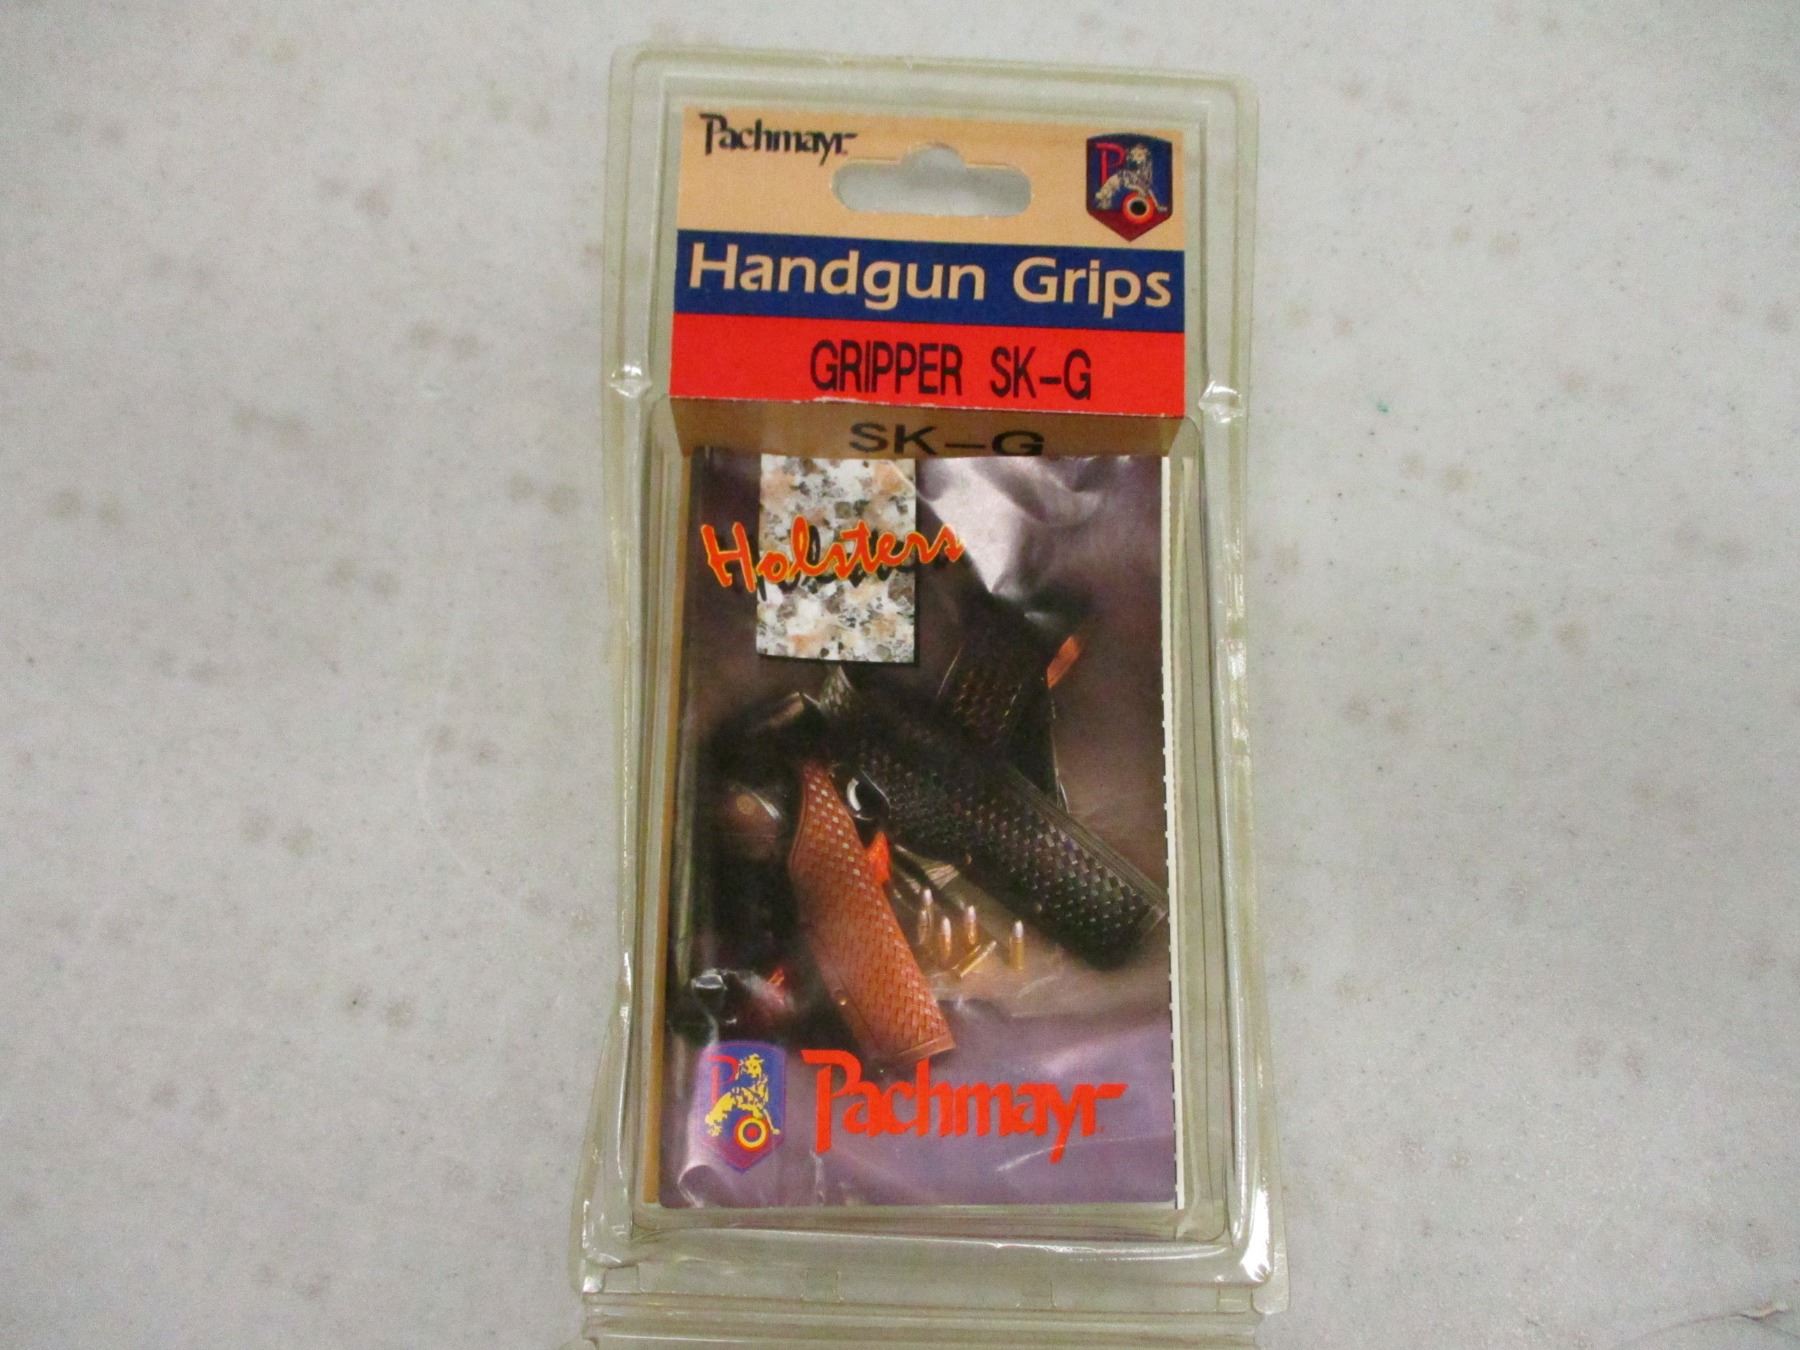 Pachmayr
P
Handgun Grips
GRIPPER SK-G
SK-G
Holsters
P
Pachmayr